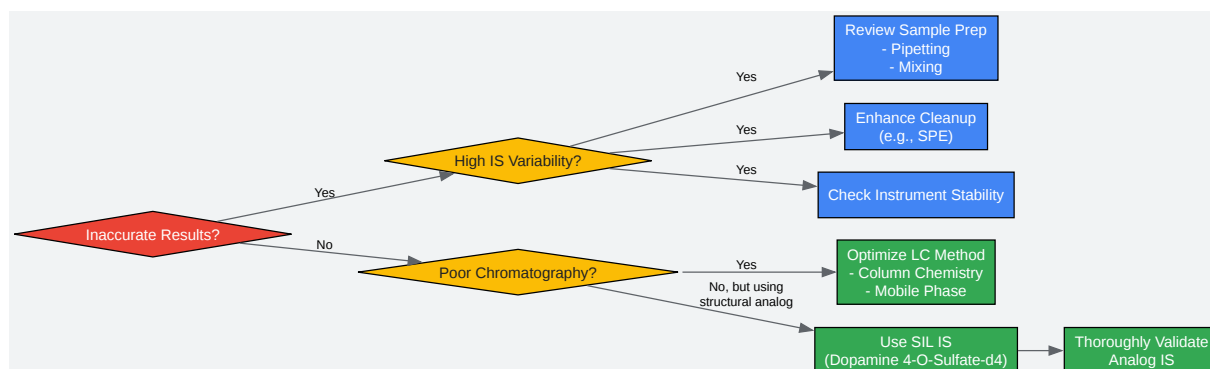 Review Sample Prep
- Pipetting
- Mixing
Yes
Enhance Cleanup
(e.g., SPE)
Yes
High IS Variability?
Yes
Check Instrument Stability
Yes
Inaccurate Results?
No
Poor Chromatography?
Yes
Optimize LC Method
- Column Chemistry
- Mobile Phase
No, but using
structural analog
Use SIL IS
(Dopamine 4-O-Sulfate-d4)
Thoroughly Validate
Analog IS